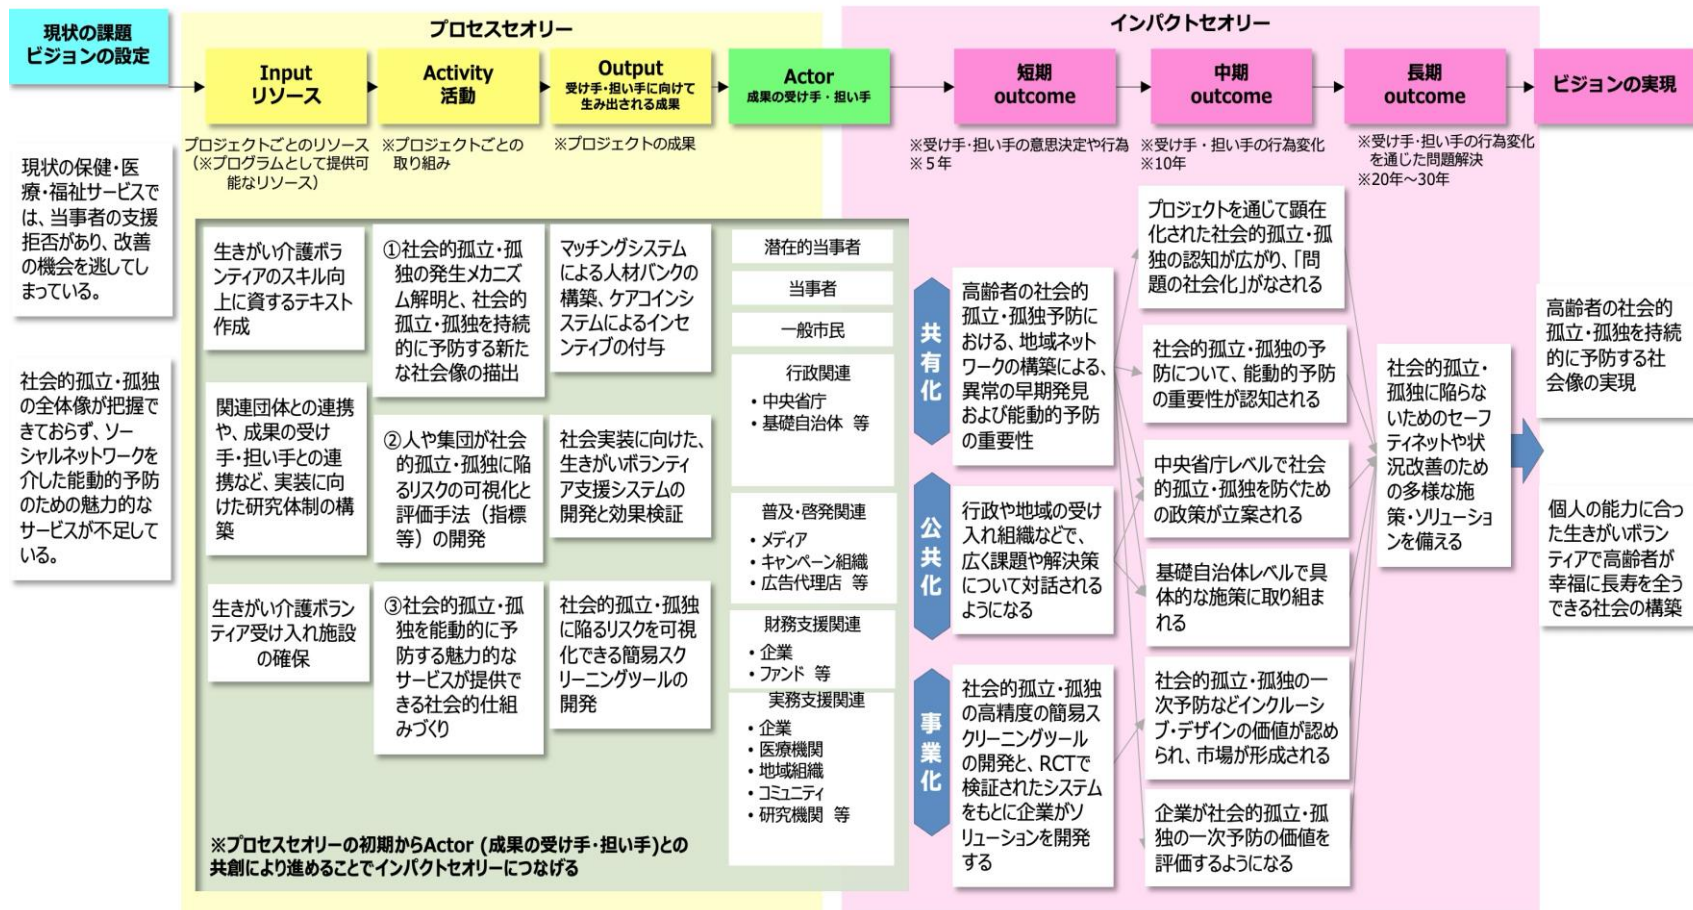 現状の課題
ビジョンの設定
プロセスセオリー
インパクトセオリー
Input
リソース
Activity
活動
Output
受け手・担い手に向けて
生み出される成果
Actor
成果の受け手・担い手
短期
outcome
中期
outcome
長期
outcome
ビジョンの実現
プロジェクトごとのリソース
(※プログラムとして提供可
能なリソース)
※プロジェクトごとの
取り組み
※プロジェクトの成果
※受け手・担い手の意思決定や行為
※5年
※受け手・担い手の行為変化
※10年
※受け手・担い手の行為変化
を通じた問題解決
※20年～30年
現状の保健・医
療・福祉サービスで
は、当事者の支援
拒否があり、改善
の機会を逃してし
まっている。
社会的孤立・孤独
の全体像が把握で
きておらず、ソー
シャルネットワークを
介した能動的予防
のための魅力的な
サービスが不足して
いる。
生きがい介護ボラ
ンティアのスキル向
上に資するテキスト
作成
関連団体との連携
や、成果の受け
手・担い手との連
携など、実装に向
けた研究体制の構
築
生きがい介護ボラン
ティア受け入れ施設
の確保
①社会的孤立・孤
独の発生メカニズ
ム解明と、社会的
孤立・孤独を持続
的に予防する新た
な社会像の描出
②人や集団が社会
的孤立・孤独に陥
るリスクの可視化と
評価手法（指標
等）の開発
③社会的孤立・孤
独を能動的に予
防する魅力的な
サービスが提供で
きる社会的仕組
みづくり
マッチングシステム
による人材バンクの
構築、ケアコインシ
ステムによるインセ
ンティブの付与
社会実装に向けた、
生きがいボランティ
ア支援システムの
開発と効果検証
社会的孤立・孤独
に陥るリスクを可視
化できる簡易スク
リーニングツールの
開発
潜在的当事者
当事者
一般市民
行政関連
・中央省庁
・基礎自治体 等
普及・啓発関連
・メディア
・キャンペーン組織
・広告代理店 等
財務支援関連
・企業
・ファンド 等
実務支援関連
・企業
・医療機関
・地域組織
・コミュニティ
・研究機関 等
※プロセスセオリーの初期からActor (成果の受け手・担い手)との
共創により進めることでインパクトセオリーにつなげる
共有化
公共化
事業化
高齢者の社会的
孤立・孤独予防に
おける、地域ネット
ワークの構築による、
異常の早期発見
および能動的予防
の重要性
行政や地域の受け
入れ組織などで、
広く課題や解決策
について対話される
ようになる
社会的孤立・孤独
の高精度の簡易ス
クリーニングツール
の開発と、RCTで
検証されたシステム
をもとに企業がソ
リューションを開発
する
プロジェクトを通じて顕在
化された社会的孤立・孤
独の認知が広がり、「問
題の社会化」がなされる
社会的孤立・孤独の予
防について、能動的予防
の重要性が認知される
中央省庁レベルで社会
的孤立・孤独を防ぐため
の政策が立案される
基礎自治体レベルで具
体的な施策に取り組ま
れる
社会的孤立・孤独の一
次予防などインクルーシ
ブ・デザインの価値が認め
られ、市場が形成される
企業が社会的孤立・孤
独の一次予防の価値を
評価するようになる
社会的孤立・
孤独に陥らな
いためのセーフ
ティネットや状
況改善のため
の多様な施
策・ソリューショ
ンを備える
高齢者の社会的
孤立・孤独を持続
的に予防する社
会像の実現
個人の能力に合っ
た生きがいボラン
ティアで高齢者が
幸福に長寿を全う
できる社会の構築